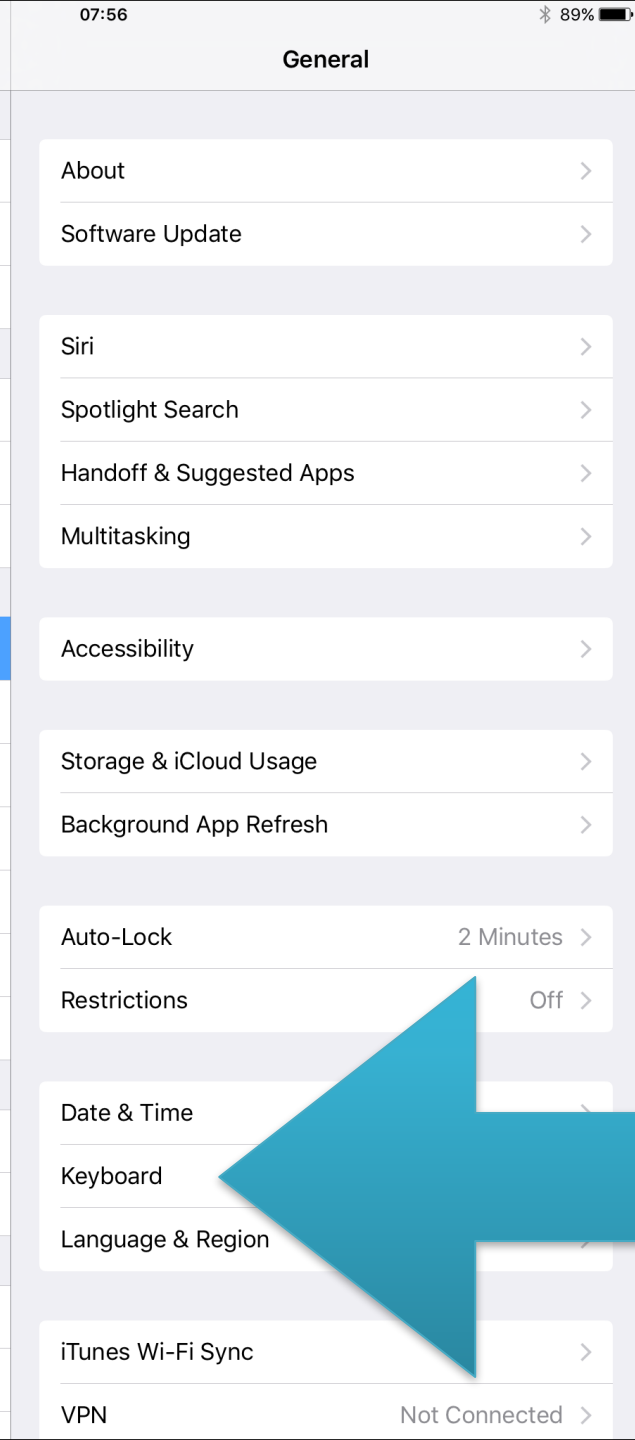 07:56 89%
General
About
Software Update
Siri
Spotlight Search
Handoff & Suggested Apps
Multitasking
Accessibility
Storage & iCloud Usage
Background App Refresh
Auto-Lock 2 Minutes
Restrictions Off
Date & Time
Keyboard
Language & Region
iTunes Wi-Fi Sync
VPN Not Connected